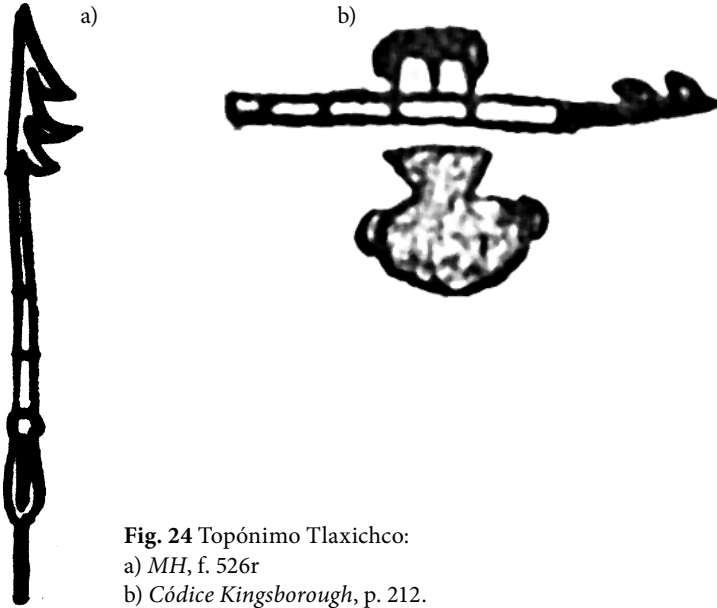 a)
b)
Fig. 24 Topónimo Tlaxichco:
a) MH, f. 526r
b) Códice Kingsborough, p. 212.